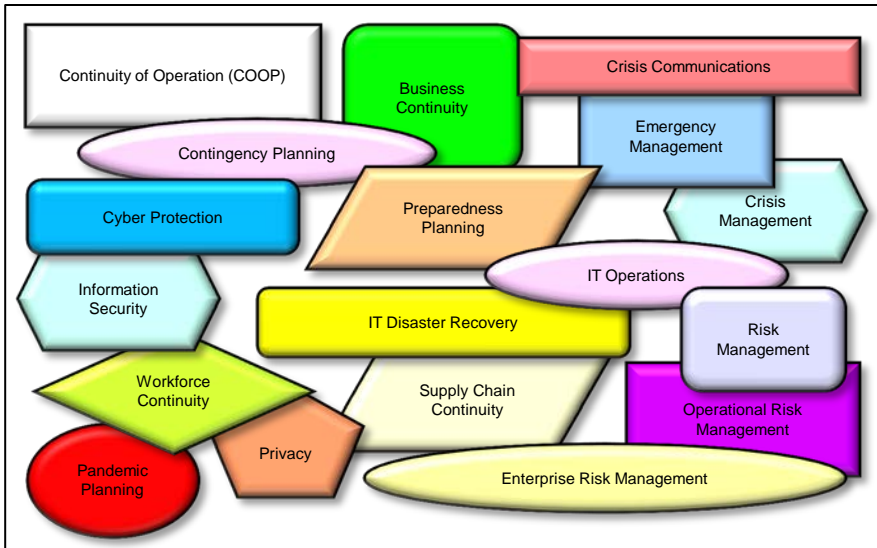 Continuity of Operation (COOP)
Business
Continuity
Crisis Communications
Emergency
Management
Contingency Planning
Cyber Protection
Preparedness
Planning
Crisis
Management
Information
Security
IT Operations
IT Disaster Recovery
Risk
Management
Workforce
Continuity
Supply Chain
Continuity
Operational Risk
Management
Privacy
Pandemic
Planning
Enterprise Risk Management